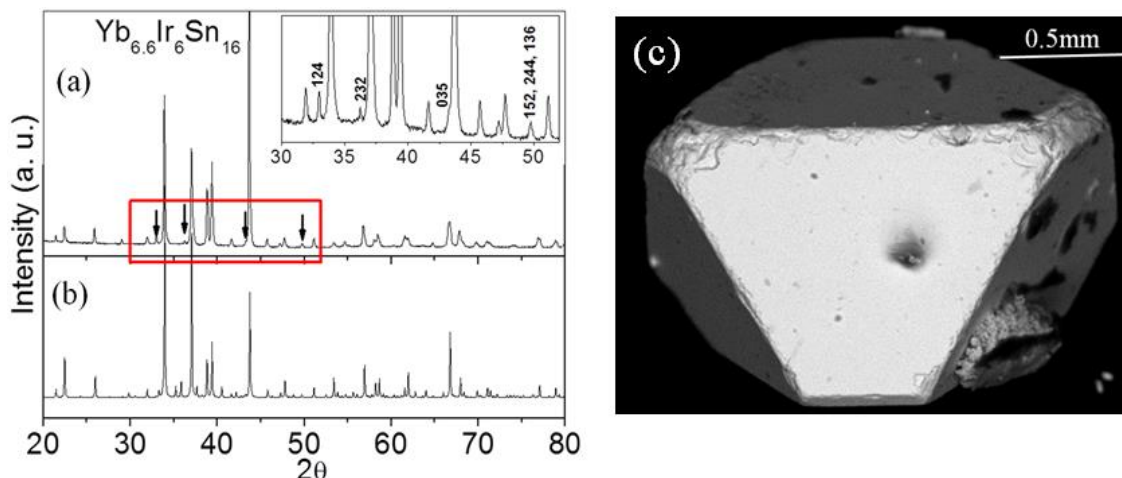 Yb6.6Ir6Sn16
(a)
124
232
035
152, 244, 136
30 35 40 45 50
Intensity (a. u.)
(b)
20 30 40 50 60 70 80
2θ
(c)
0.5mm